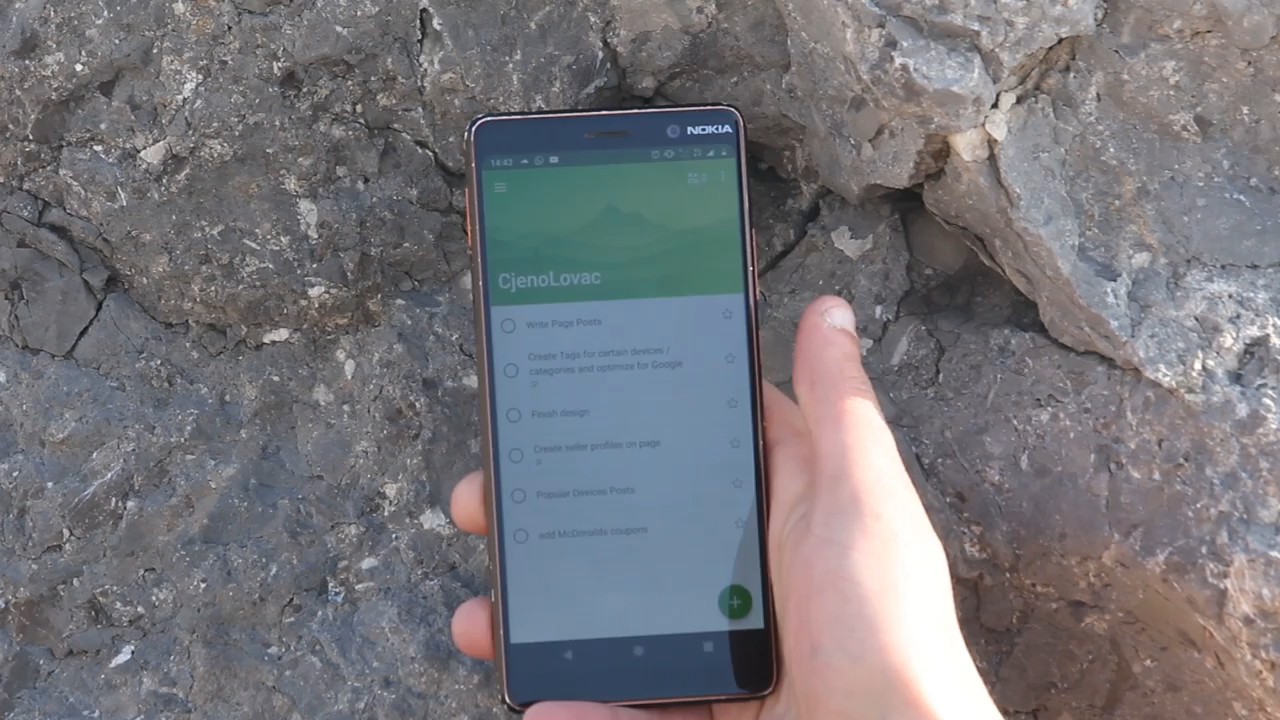 NOKIA
14:43
CjenoLovac
Write Page Posts
Create Tags for certain devices /
categories and optimize for Google
Finish design
Create seller profiles on page
Popular Devices Posts
add McDonalds coupons